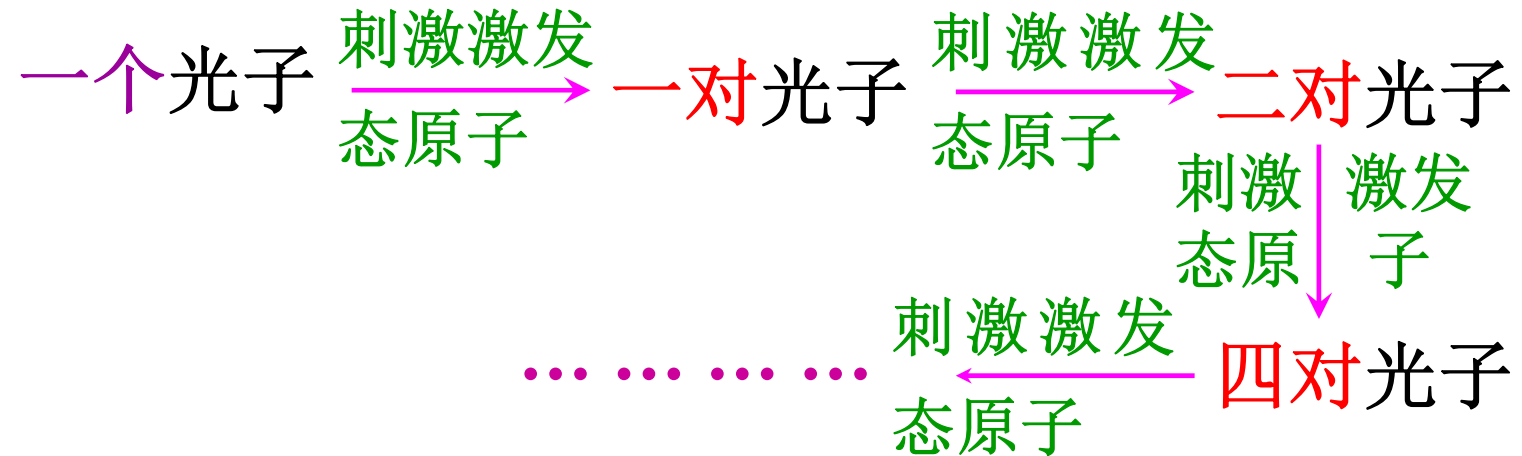 一个光子
刺激激发
态原子
一对光子
刺激激发
态原子
二对光子
刺激 激发
态原 子
四对光子
刺激激发
态原子
… … … …